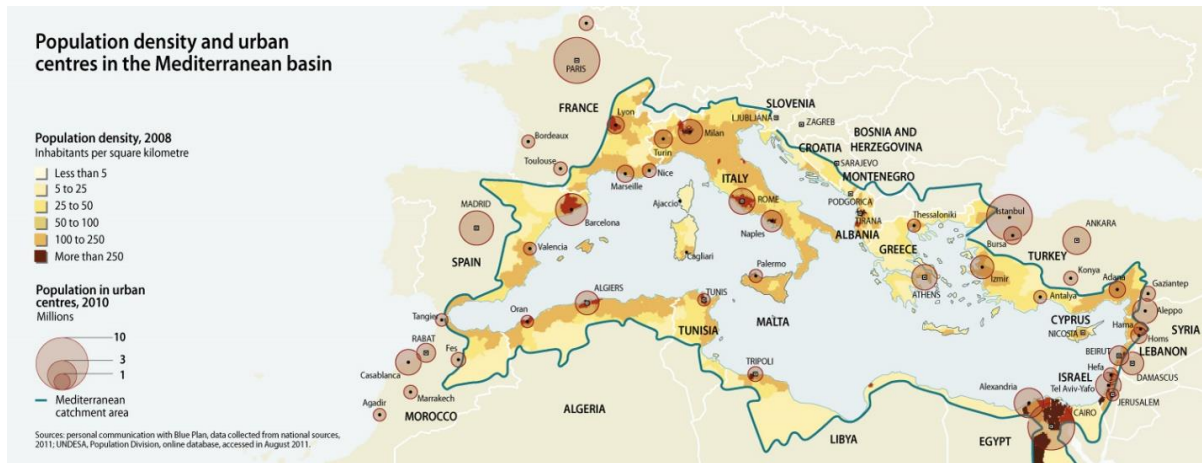 Population density and urban
centres in the Mediterranean basin
Population density, 2008
Inhabitants per square kilometre
Less than 5
5 to 25
25 to 50
50 to 100
100 to 250
More than 250
Population in urban
centres, 2010
Millions
10
3
1
Mediterranean
catchment area
Sources: personal communication with Blue Plan, data collected from national sources,
2011; UNDESA, Population Division, online database, accessed in August 2011.
PARIS
FRANCE
Lyon
Bordeaux
Toulouse
Turin
Milan
Marseille
Nice
SLOVENIA
LJUBLJANA
ZAGREB
BOSNIA AND
HERZEGOVINA
CROATIA
SARAJEVO
MONTENEGRO
ITALY
ROME
PODGORICA
TIRANA
ALBANIA
Thessaloniki
GREECE
ATHENS
Istanbul
Bursa
ANKARA
TURKEY
Izmir
Konya
Antalya
Adana
Gaziantep
Aleppo
MADRID
SPAIN
Barcelona
Valencia
Ajaccio
Cagliari
Naples
Palermo
ALGIERS
TUNIS
Oran
TUNISIA
MALTA
CYPRUS
NICOSIA
Hama
SYRIA
Homs
LEBANON
BEIRUT
DAMASCUS
Hefa
ISRAEL
Tel Aviv-Yafo
JERUSALEM
Tangier
RABAT
Fes
Casablanca
Marrakech
Agadir
MOROCCO
ALGERIA
TRIPOLI
LIBYA
Alexandria
CAIRO
EGYPT